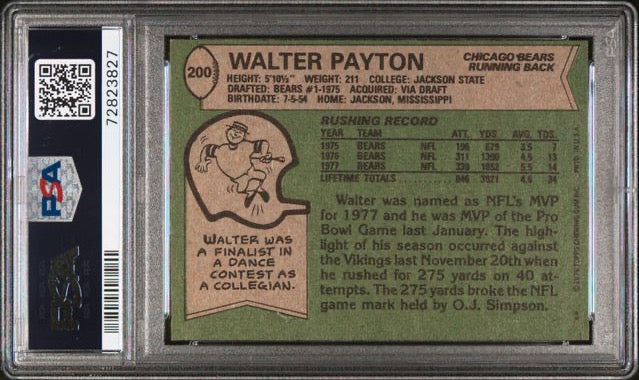 200 WALTER PAYTON
CHICAGO BEARS
RUNNING BACK
HEIGHT: 5'10½" WEIGHT: 211 COLLEGE: JACKSON STATE
DRAFTED: BEARS #1-1975 ACQUIRED: VIA DRAFT
BIRTHDATE: 7-5-54 HOME: JACKSON, MISSISSIPPI
RUSHING RECORD
YEAR TEAM ATT. YDS. AVG. TDS.
1975 BEARS NFL 196 679 3.5 7
1976 BEARS NFL 311 1390 4.5 13
1977 BEARS NFL 339 1852 5.5 14
LIFETIME TOTALS 846 3921 4.6 34
WALTER WAS
A FINALIST IN
A DANCE
CONTEST AS
A COLLEGIAN.
Walter was named as NFL's MVP
for 1977 and he was MVP of the Pro
Bowl Game last January. The high-
light of his season occurred against
the Vikings last November 20th when
he rushed for 275 yards on 40 at-
tempts. The 275 yards broke the NFL
game mark held by O.J. Simpson.
72823827
PSA
PSA